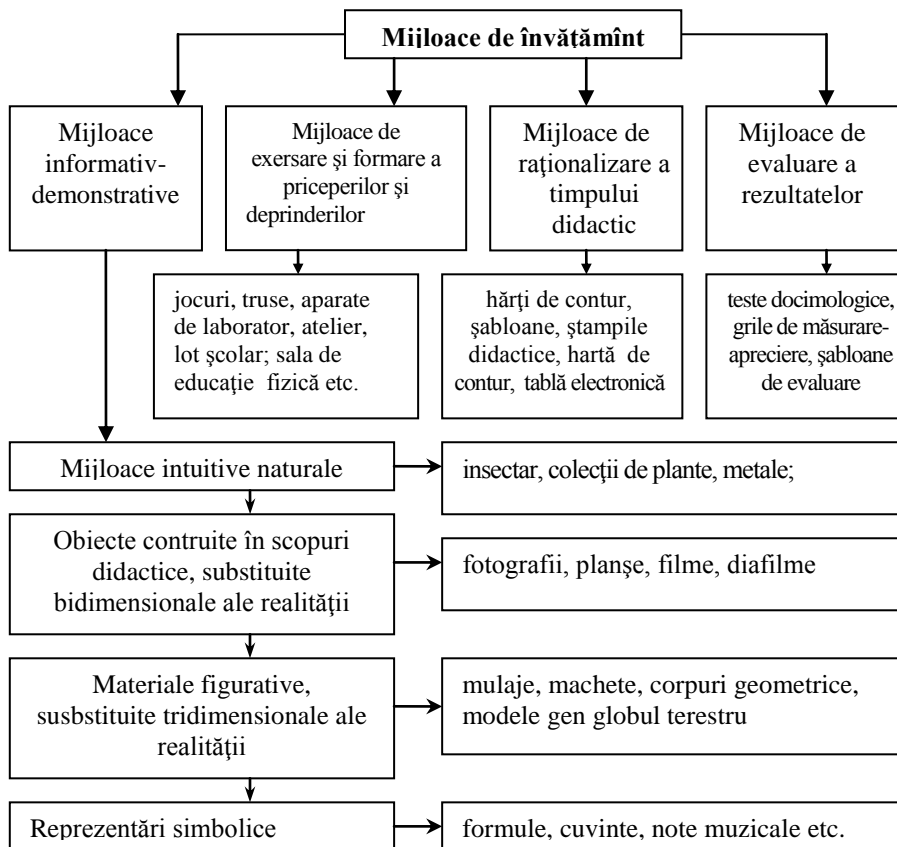 Mijloace de învăţămînt
Mijloace
informativ-
demonstrative
Mijloace de
exersare şi formare a
priceperilor şi
deprinderilor
Mijloace de
raţionalizare a
timpului
didactic
Mijloace de
evaluare a
rezultatelor
jocuri, truse, aparate
de laborator, atelier,
lot şcolar; sala de
educaţie fizică etc.
hărţi de contur,
şabloane, ştampile
didactice, hartă de
contur, tablă electronică
teste docimologice,
grile de măsurare-
apreciere, şabloane
de evaluare
Mijloace intuitive naturale
insectar, colecţii de plante, metale;
Obiecte contruite în scopuri
didactice, substituite
bidimensionale ale realităţii
fotografii, planşe, filme, diafilme
Materiale figurative,
susbstituite tridimensionale ale
realităţii
mulaje, machete, corpuri geometrice,
modele gen globul terestru
Reprezentări simbolice
formule, cuvinte, note muzicale etc.